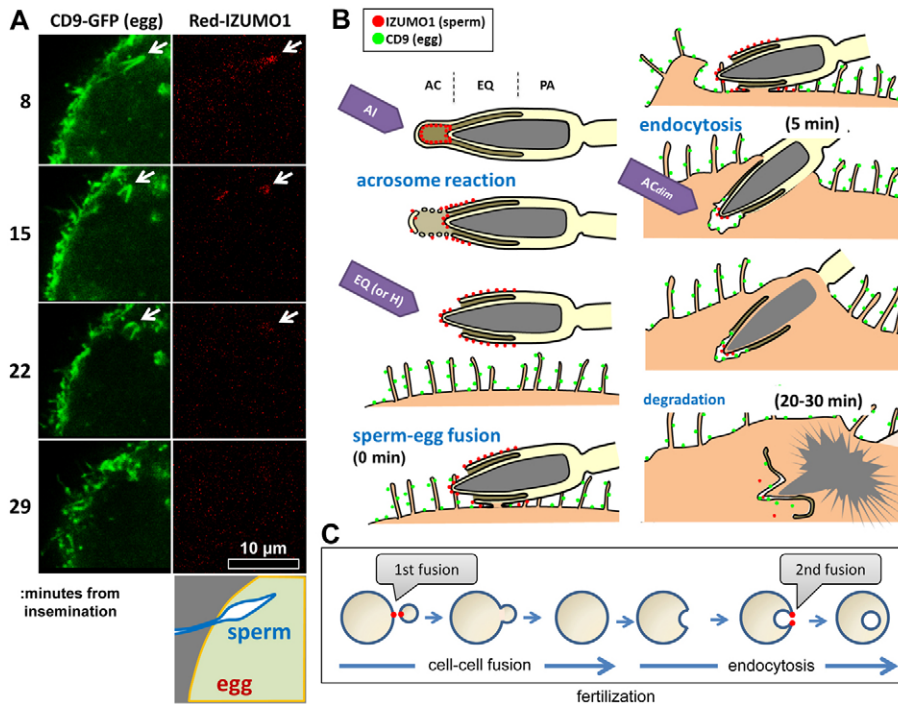 A
CD9-GFP (egg)
Red-IZUMO1
8
15
22
29
10 µm
:minutes from
insemination
sperm
egg
B
IZUMO1 (sperm)
CD9 (egg)
AC
EQ
PA
AI
acrosome reaction
EQ (or H)
sperm-egg fusion
(0 min)
endocytosis
(5 min)
ACdim
degradation
(20-30 min)
C
1st fusion
2nd fusion
cell-cell fusion
endocytosis
fertilization